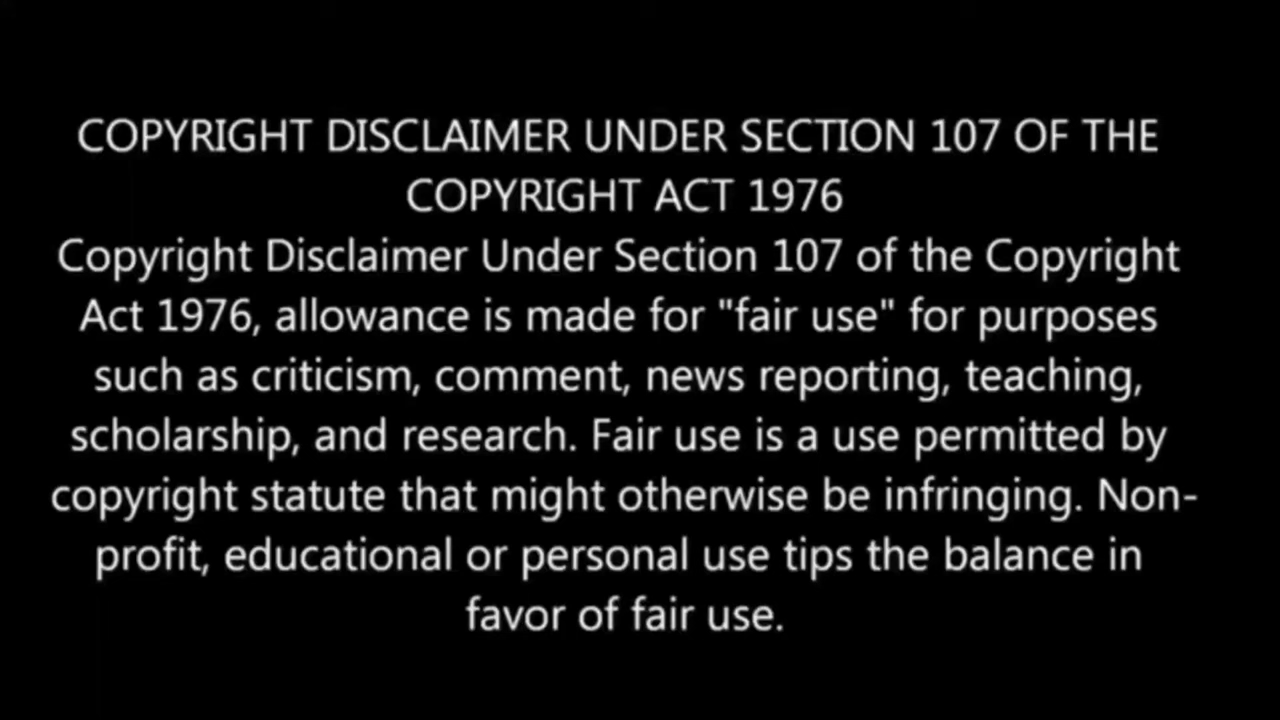 COPYRIGHT DISCLAIMER UNDER SECTION 107 OF THE
COPYRIGHT ACT 1976
Copyright Disclaimer Under Section 107 of the Copyright
Act 1976, allowance is made for "fair use" for purposes
such as criticism, comment, news reporting, teaching,
scholarship, and research. Fair use is a use permitted by
copyright statute that might otherwise be infringing. Non-
profit, educational or personal use tips the balance in
favor of fair use.